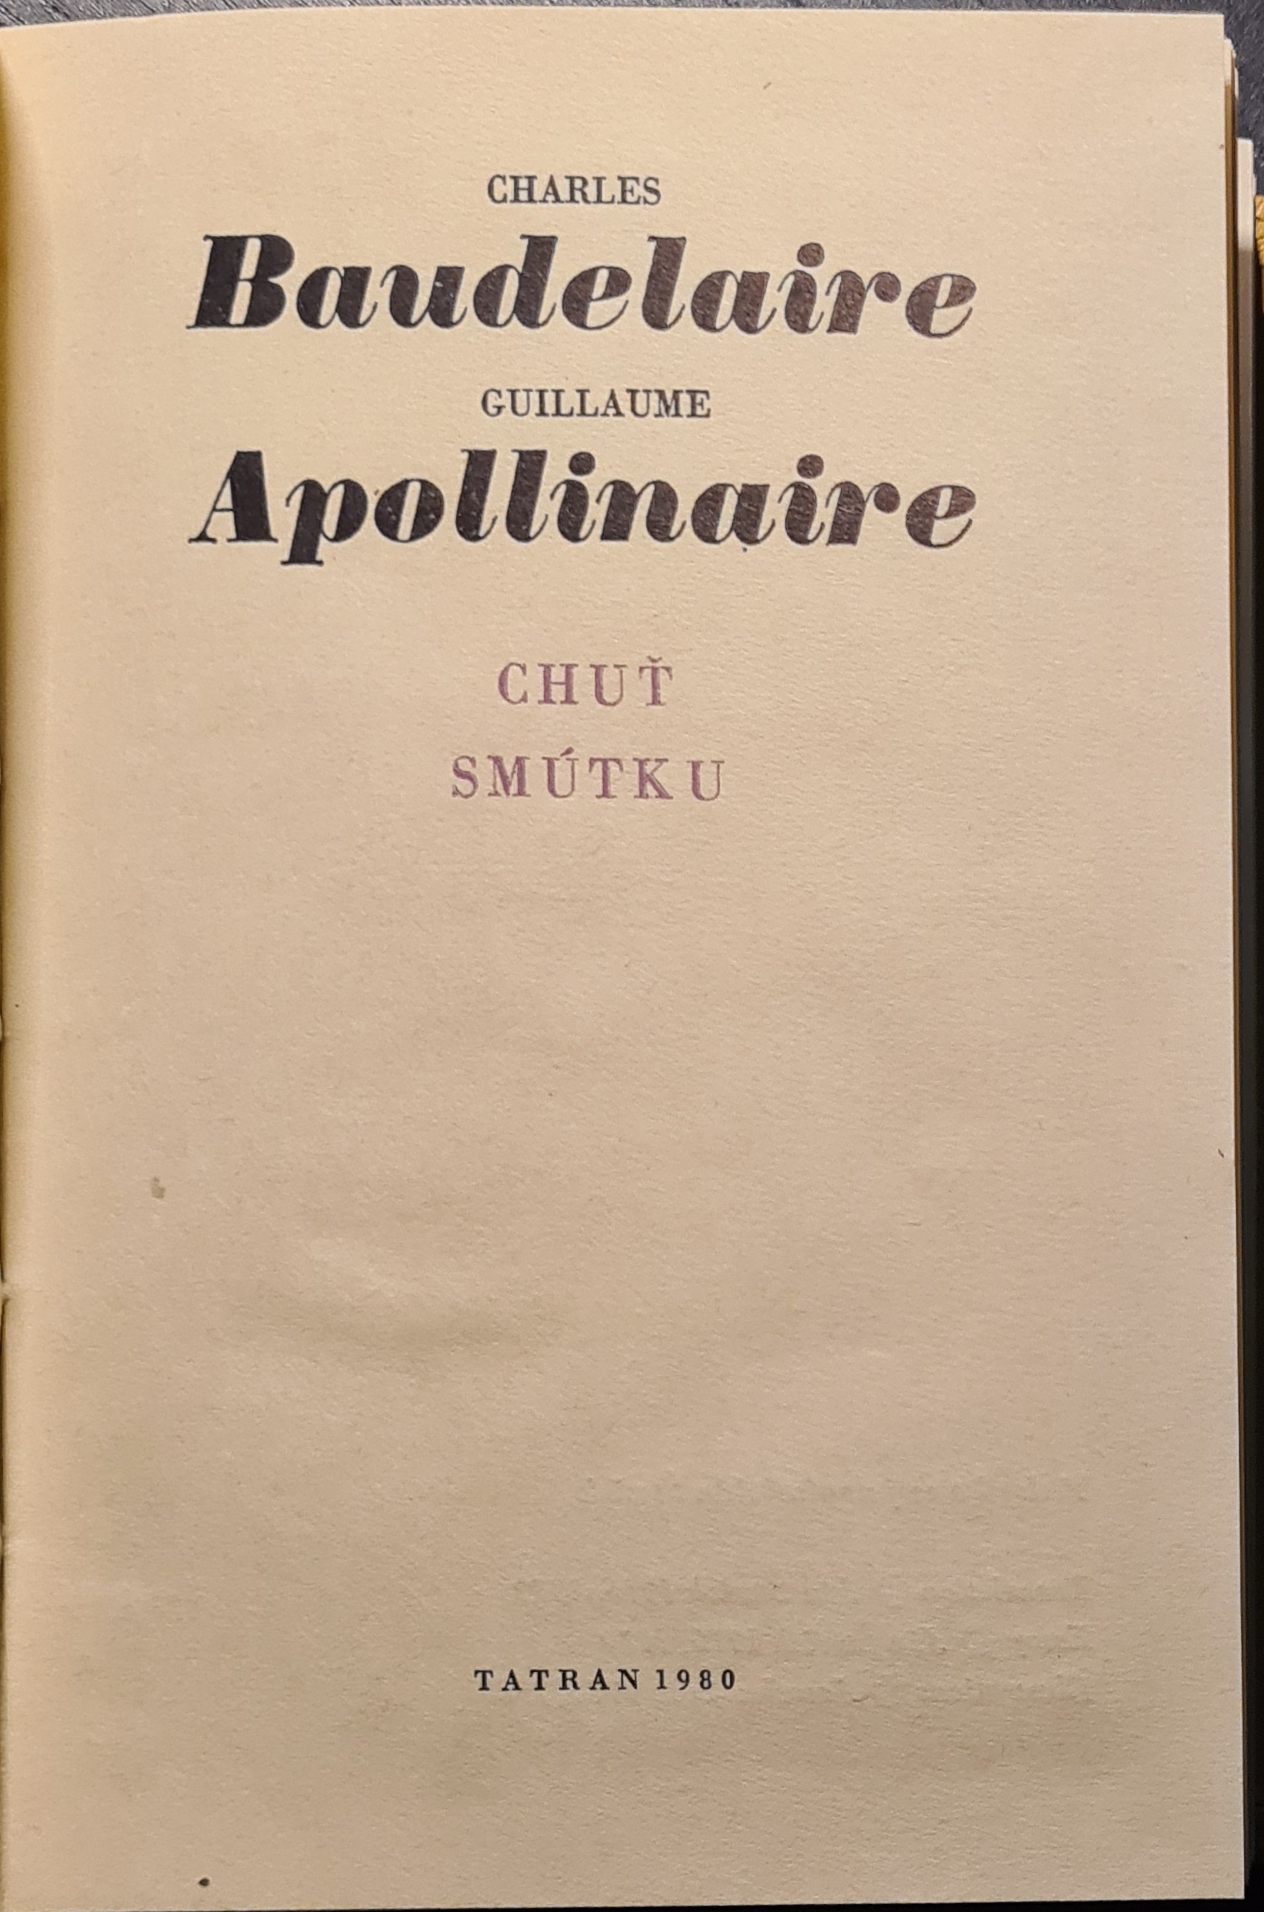 CHARLES
Baudelaire
GUILLAUME
Apollinaire
CHUŤ
SMÚTKU
TATRAN 1980